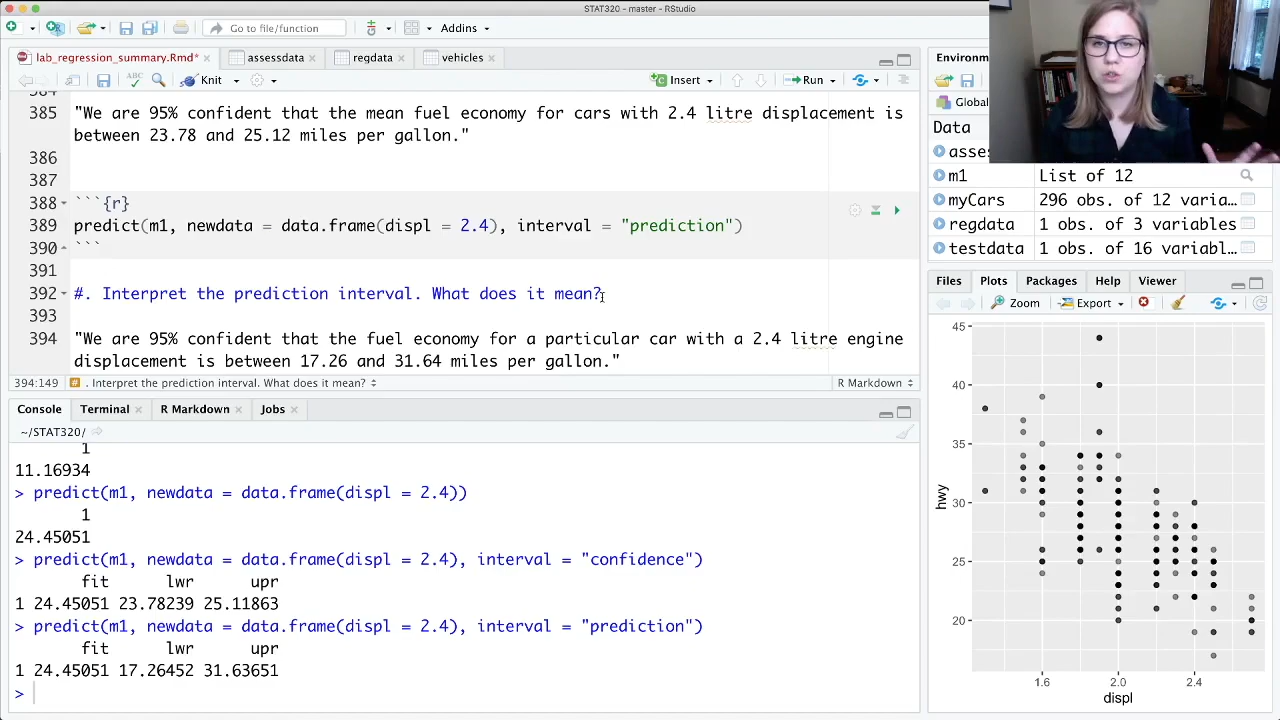 STAT320 - master - RStudio
Go to file/function
Addins
lab_regression_summary.Rmd*
assessdata
regdata
vehicles
ABC
Knit
Insert
Run
384
385 "We are 95% confident that the mean fuel economy for cars with 2.4 litre displacement is
between 23.78 and 25.12 miles per gallon."
386
387
388 ```{r}
389 predict(m1, newdata = data.frame(displ = 2.4), interval = "prediction")
390 ```
391
392 #. Interpret the prediction interval. What does it mean?
393
394 "We are 95% confident that the fuel economy for a particular car with a 2.4 litre engine
displacement is between 17.26 and 31.64 miles per gallon."
394:149 # . Interpret the prediction interval. What does it mean?
R Markdown
Console Terminal R Markdown Jobs
~/STAT320/
1
11.16934
> predict(m1, newdata = data.frame(displ = 2.4))
1
24.45051
> predict(m1, newdata = data.frame(displ = 2.4), interval = "confidence")
fit lwr upr
1 24.45051 23.78239 25.11863
> predict(m1, newdata = data.frame(displ = 2.4), interval = "prediction")
fit lwr upr
1 24.45051 17.26452 31.63651
>
Environm
Global
Data
asse
m1 List of 12
myCars 296 obs. of 12 varia...
regdata 1 obs. of 3 variables
testdata 1 obs. of 16 variabl...
Files Plots Packages Help Viewer
Zoom Export
45
40
35
30
25
20
hwy
1.6 2.0 2.4
displ